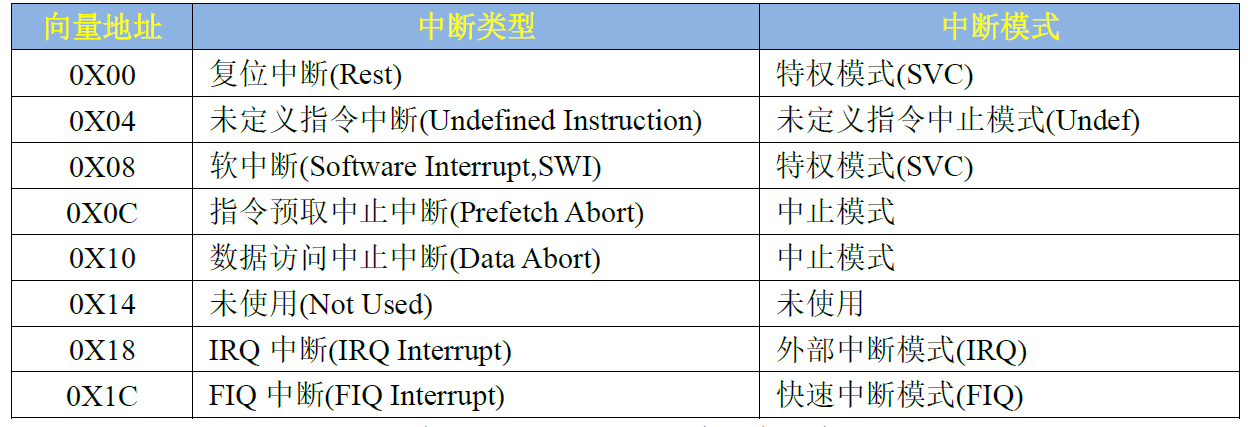 向量地址 中断类型 中断模式
0X00 复位中断(Rest) 特权模式(SVC)
0X04 未定义指令中断(Undefined Instruction) 未定义指令中止模式(Undef)
0X08 软中断(Software Interrupt,SWI) 特权模式(SVC)
0X0C 指令预取中止中断(Prefetch Abort) 中止模式
0X10 数据访问中止中断(Data Abort) 中止模式
0X14 未使用(Not Used) 未使用
0X18 IRQ 中断(IRQ Interrupt) 外部中断模式(IRQ)
0X1C FIQ 中断(FIQ Interrupt) 快速中断模式(FIQ)